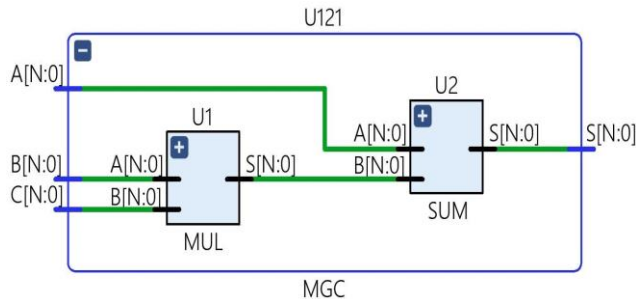 U121
A[N:0]
U2
U1
A[N:0] S[N:0] S[N:0]
B[N:0] A[N:0] S[N:0] B[N:0]
C[N:0] B[N:0]
SUM
MUL
MGC